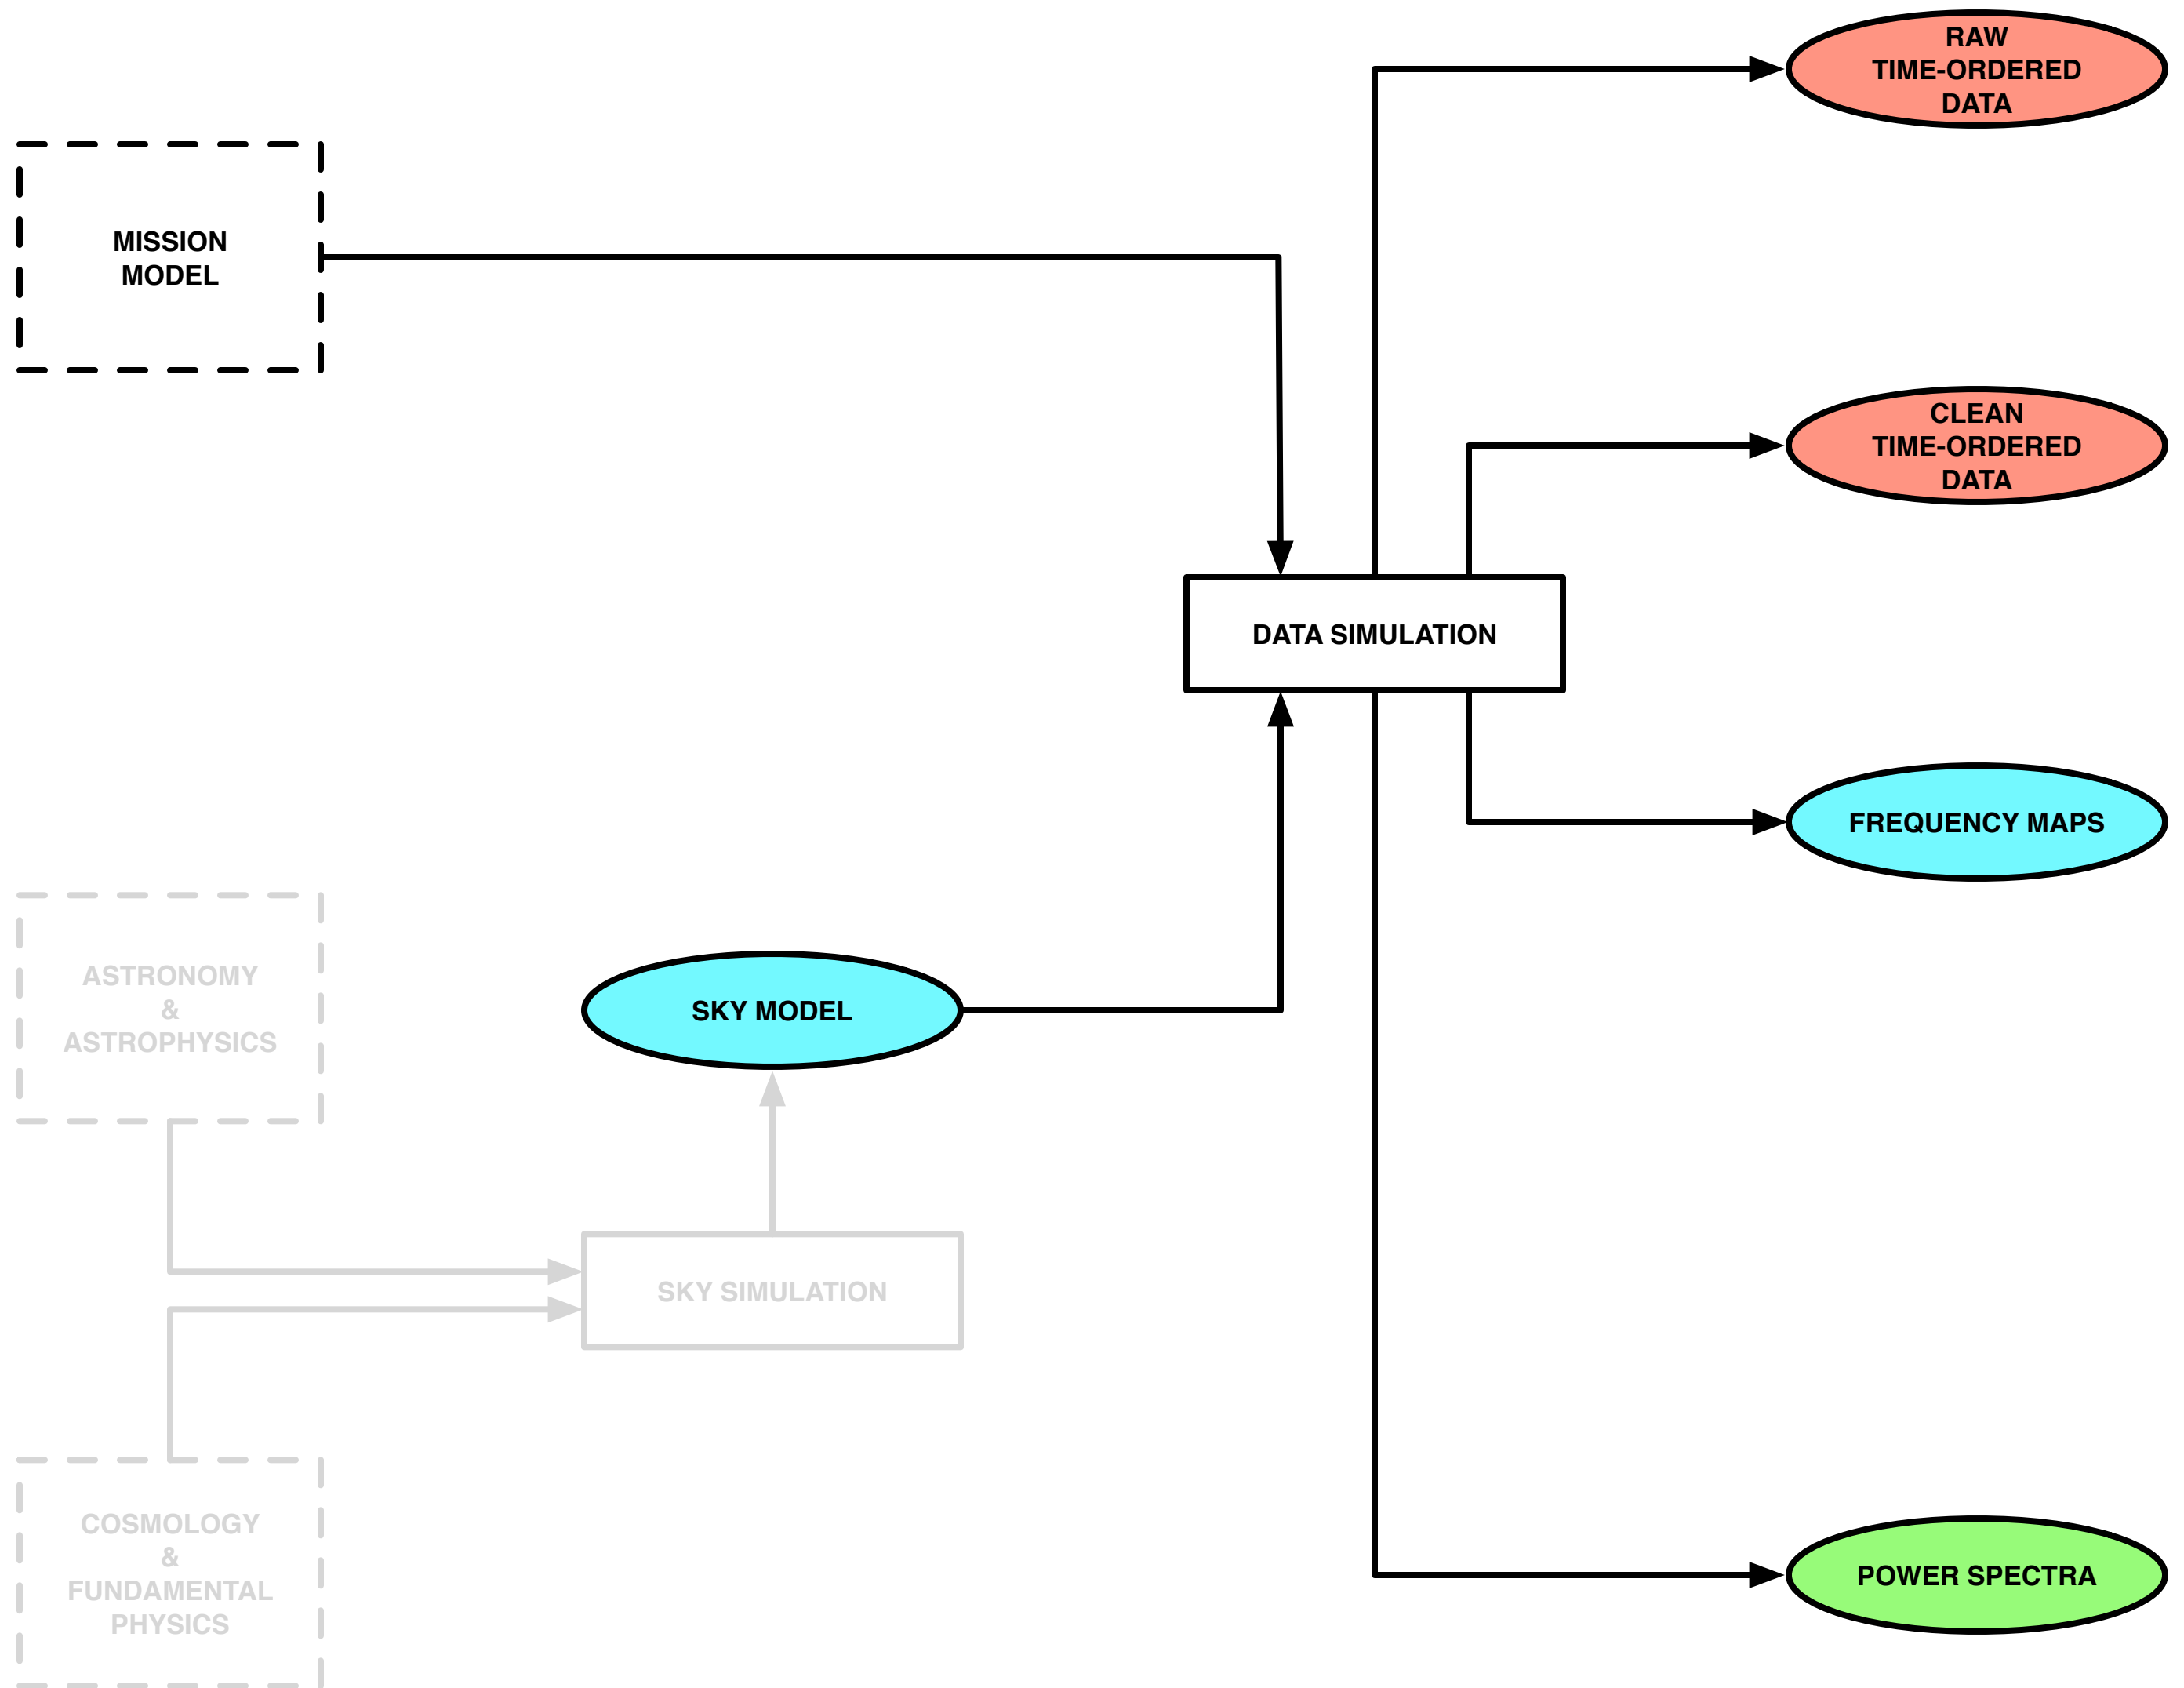 RAW
TIME-ORDERED
DATA
MISSION
MODEL
CLEAN
TIME-ORDERED
DATA
DATA SIMULATION
FREQUENCY MAPS
ASTRONOMY
&
ASTROPHYSICS
SKY MODEL
SKY SIMULATION
COSMOLOGY
&
FUNDAMENTAL
PHYSICS
POWER SPECTRA